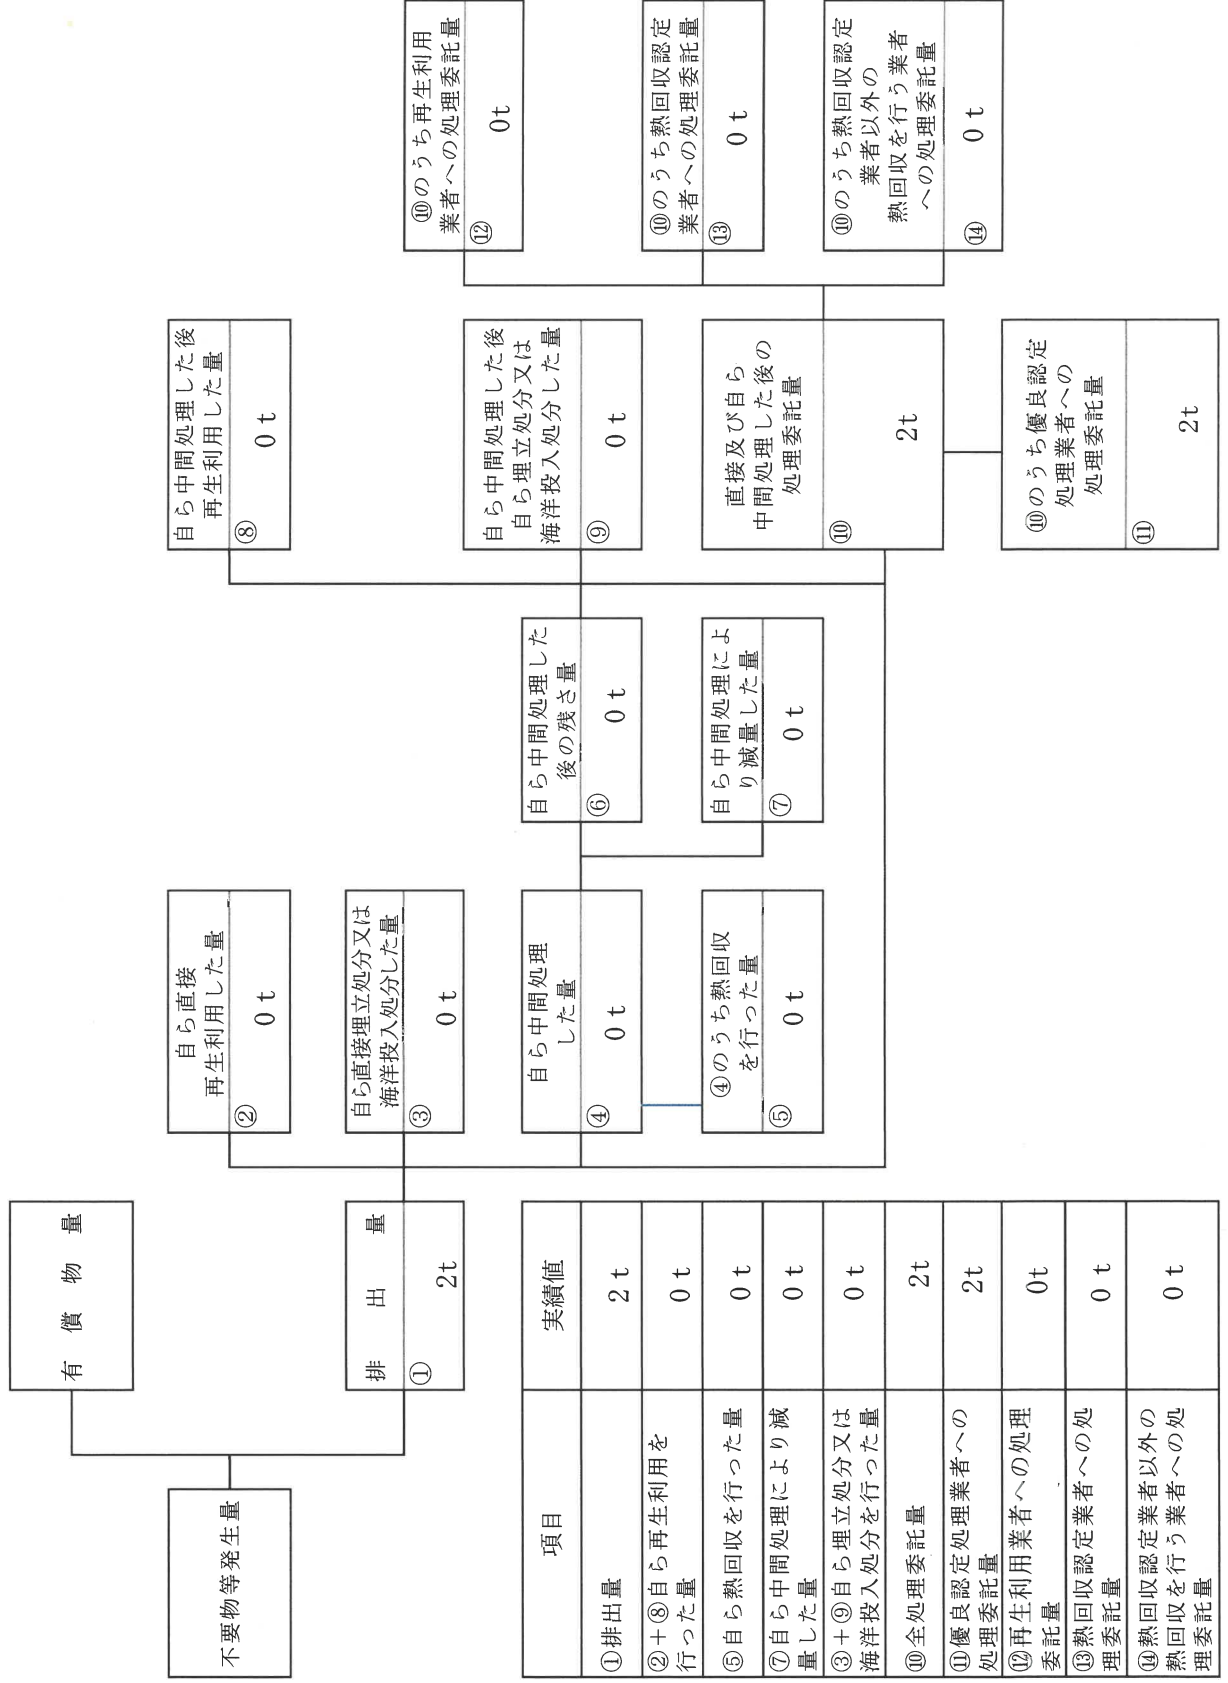 不要物等発生量
有償物量
排出量
①
2t
自ら直接
再生利用した量
②
0t
自ら直接埋立処分又は
海洋投入処分した量
③
0t
自ら中間処理
した量
④
0t
④のうち熱回収
を行った量
⑤
0t
自ら中間処理した
後の残さ量
⑥
0t
自ら中間処理によ
り減量した量
⑦
0t
自ら中間処理した後
再生利用した量
⑧
0t
自ら中間処理した後
自ら埋立処分又は
海洋投入処分した量
⑨
0t
直接及び自ら
中間処理した後の
処理委託量
⑩
2t
⑩のうち優良認定
処理業者への
処理委託量
⑪
2t
⑩のうち再生利用
業者への処理委託量
⑫
0t
⑩のうち熱回収認定
業者への処理委託量
⑬
0t
⑩のうち熱回収認定
業者以外の
熱回収を行う業者
への処理委託量
⑭
0t
項目 実績値
①排出量 2t
②+⑧自ら再生利用を
行った量 0t
⑤自ら熱回収を行った量 0t
⑦自ら中間処理により減
量した量 0t
③+⑨自ら埋立処分又は
海洋投入処分を行った量 0t
⑩全処理委託量 2t
⑪優良認定処理業者への
処理委託量 2t
⑫再生利用業者への処理
委託量 0t
⑬熱回収認定業者への処
理委託量 0t
⑭熱回収認定業者以外の
熱回収を行う業者への処
理委託量 0t